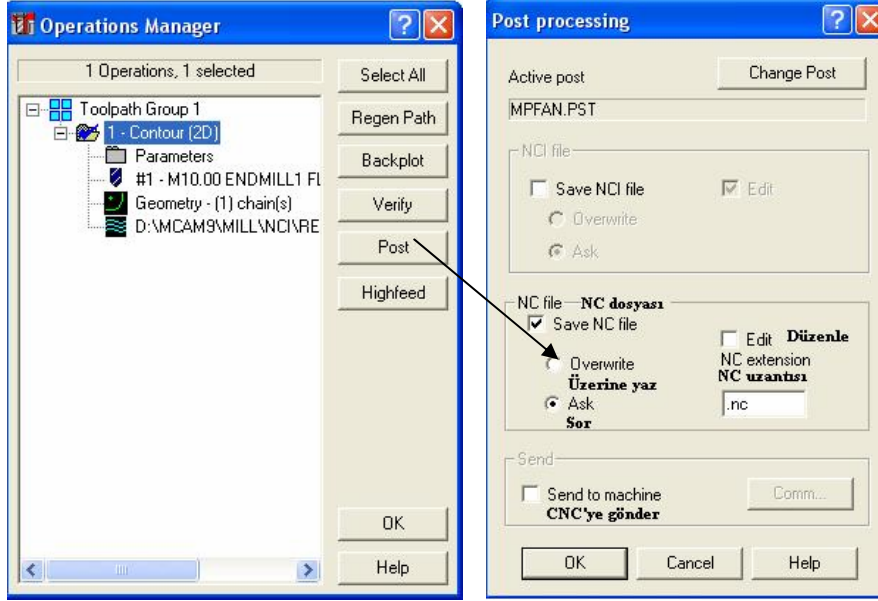 Operations Manager
1 Operations, 1 selected
Select All
Toolpath Group 1
Regen Path
1 - Contour (2D)
Parameters
Backplot
#1 - M10.00 ENDMILL1 FL
Geometry - (1) chain(s)
Verify
D:\MCAM9\MILL\NCI\RE
Post
Highfeed
OK
Help
Post processing
Active post
Change Post
MPFAN.PST
NCI file
Save NCI file
Edit
Overwrite
Ask
NC file NC dosyası
Save NC file
Edit Düzenle
Overwrite
NC extension
Üzerine yaz
NC uzantısı
Ask
.nc
Sor
Send
Send to machine
Comm...
CNC'ye gönder
OK
Cancel
Help